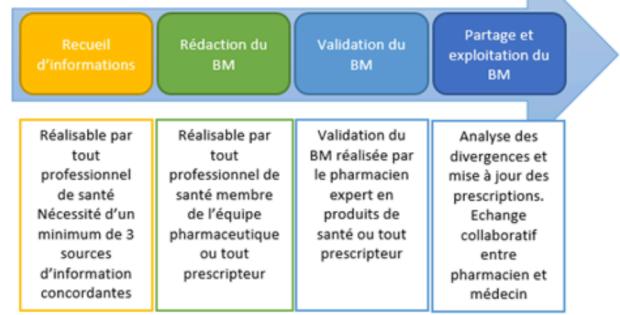 Recueil
d'informations
Rédaction du
BM
Validation du
BM
Partage et
exploitation du
BM
Réalisable par
tout
professionnel
de santé
Nécessité d'un
minimum de 3
sources
d'information
concordantes
Réalisable par
tout
professionnel de
santé membre
de l'équipe
pharmaceutique
ou tout
prescripteur
Validation du
BM réalisée par
le pharmacien
expert en
produits de
santé ou tout
prescripteur
Analyse des
divergences et
mise à jour des
prescriptions.
Echange
collaboratif
entre
pharmacien et
médecin